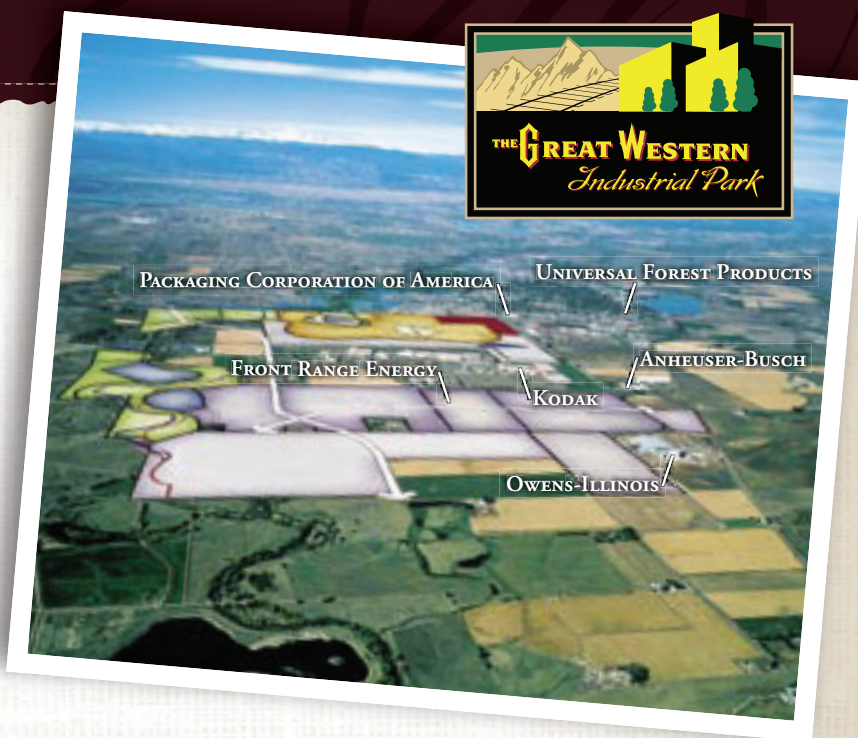 THE GREAT WESTERN
Industrial Park
PACKAGING CORPORATION OF AMERICA
UNIVERSAL FOREST PRODUCTS
FRONT RANGE ENERGY
ANHEUSER-BUSCH
KODAK
OWENS-ILLINOIS